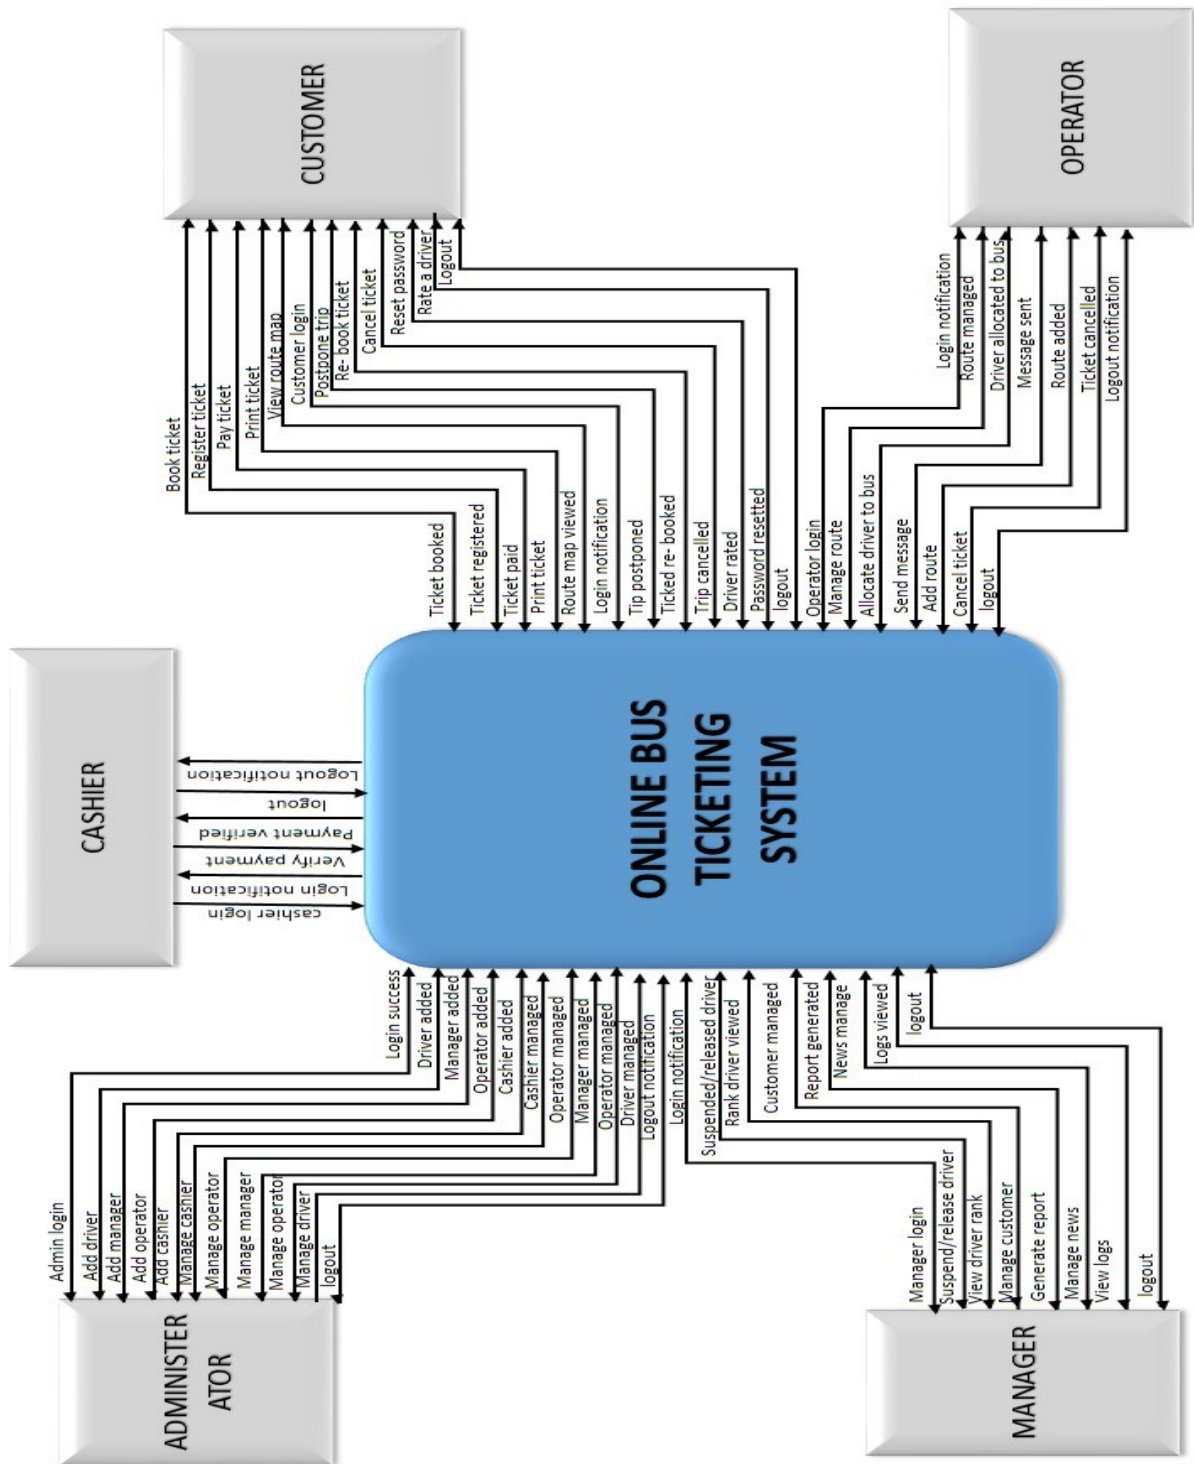 CUSTOMER
Book ticket
Register ticket
Pay ticket
Print ticket
View route map
Customer login
Postpone trip
Re- book ticket
Cancel ticket
Reset password
Rate a driver
Logout
Ticket booked
Ticket registered
Ticket paid
Print ticket
Route map viewed
Login notification
Tip postponed
Ticked re- booked
Trip cancelled
Driver rated
Password resetted
logout
OPERATOR
Login notification
Route managed
Driver allocated to bus
Message sent
Route added
Ticket cancelled
Logout notification
Operator login
Manage route
Allocate driver to bus
Send message
Add route
Cancel ticket
logout
CASHIER
Logout notification
logout
Payment verified
Verify payment
Login notification
cashier login
ONLINE BUS
TICKETING
SYSTEM
Login success
Driver added
Manager added
Operator added
Cashier added
Cashier managed
Operator managed
Manager managed
Operator managed
Driver managed
Logout notification
Login notification
Suspended/released driver
Rank driver viewed
Customer managed
Report generated
News manage
Logs viewed
logout
Admin login
Add driver
Add manager
Add operator
Add cashier
Manage cashier
Manage operator
Manage manager
Manage operator
Manage driver
logout
ADMINISTER
ATOR
Manager login
Suspend/release driver
View driver rank
Manage customer
Generate report
Manage news
View logs
logout
MANAGER